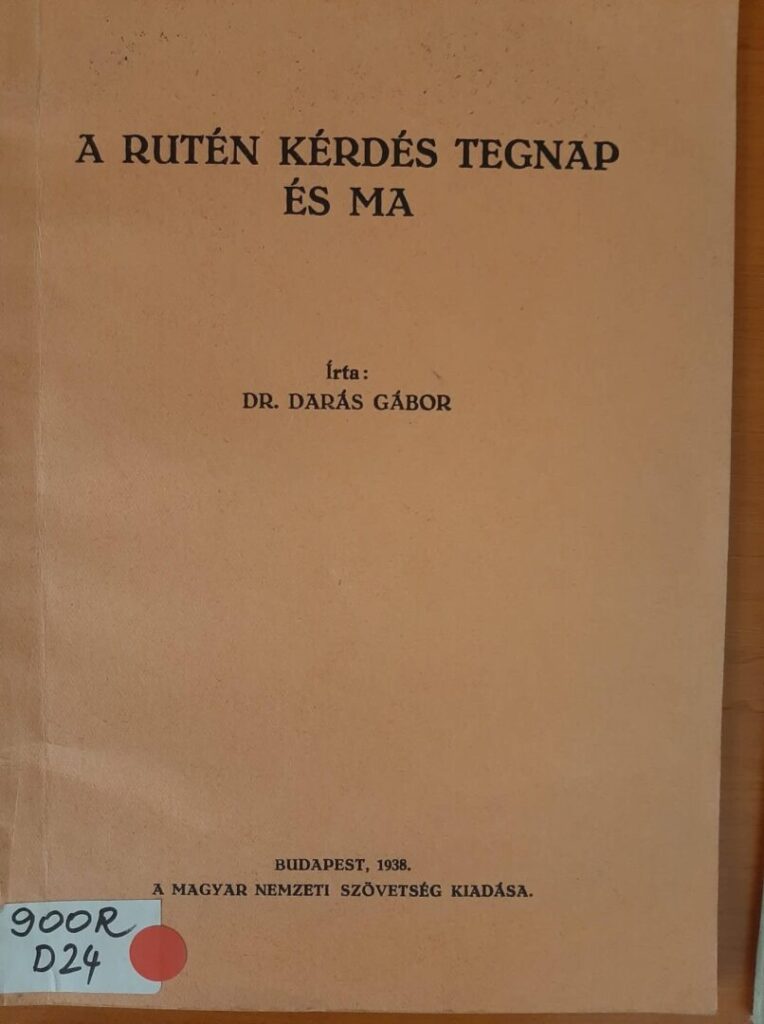 A RUTÉN KÉRDÉS TEGNAP
ÉS MA
Írta:
DR. DARÁS GÁBOR
BUDAPEST, 1938.
A MAGYAR NEMZETI SZÖVETSÉG KIADÁSA.
900R
D24